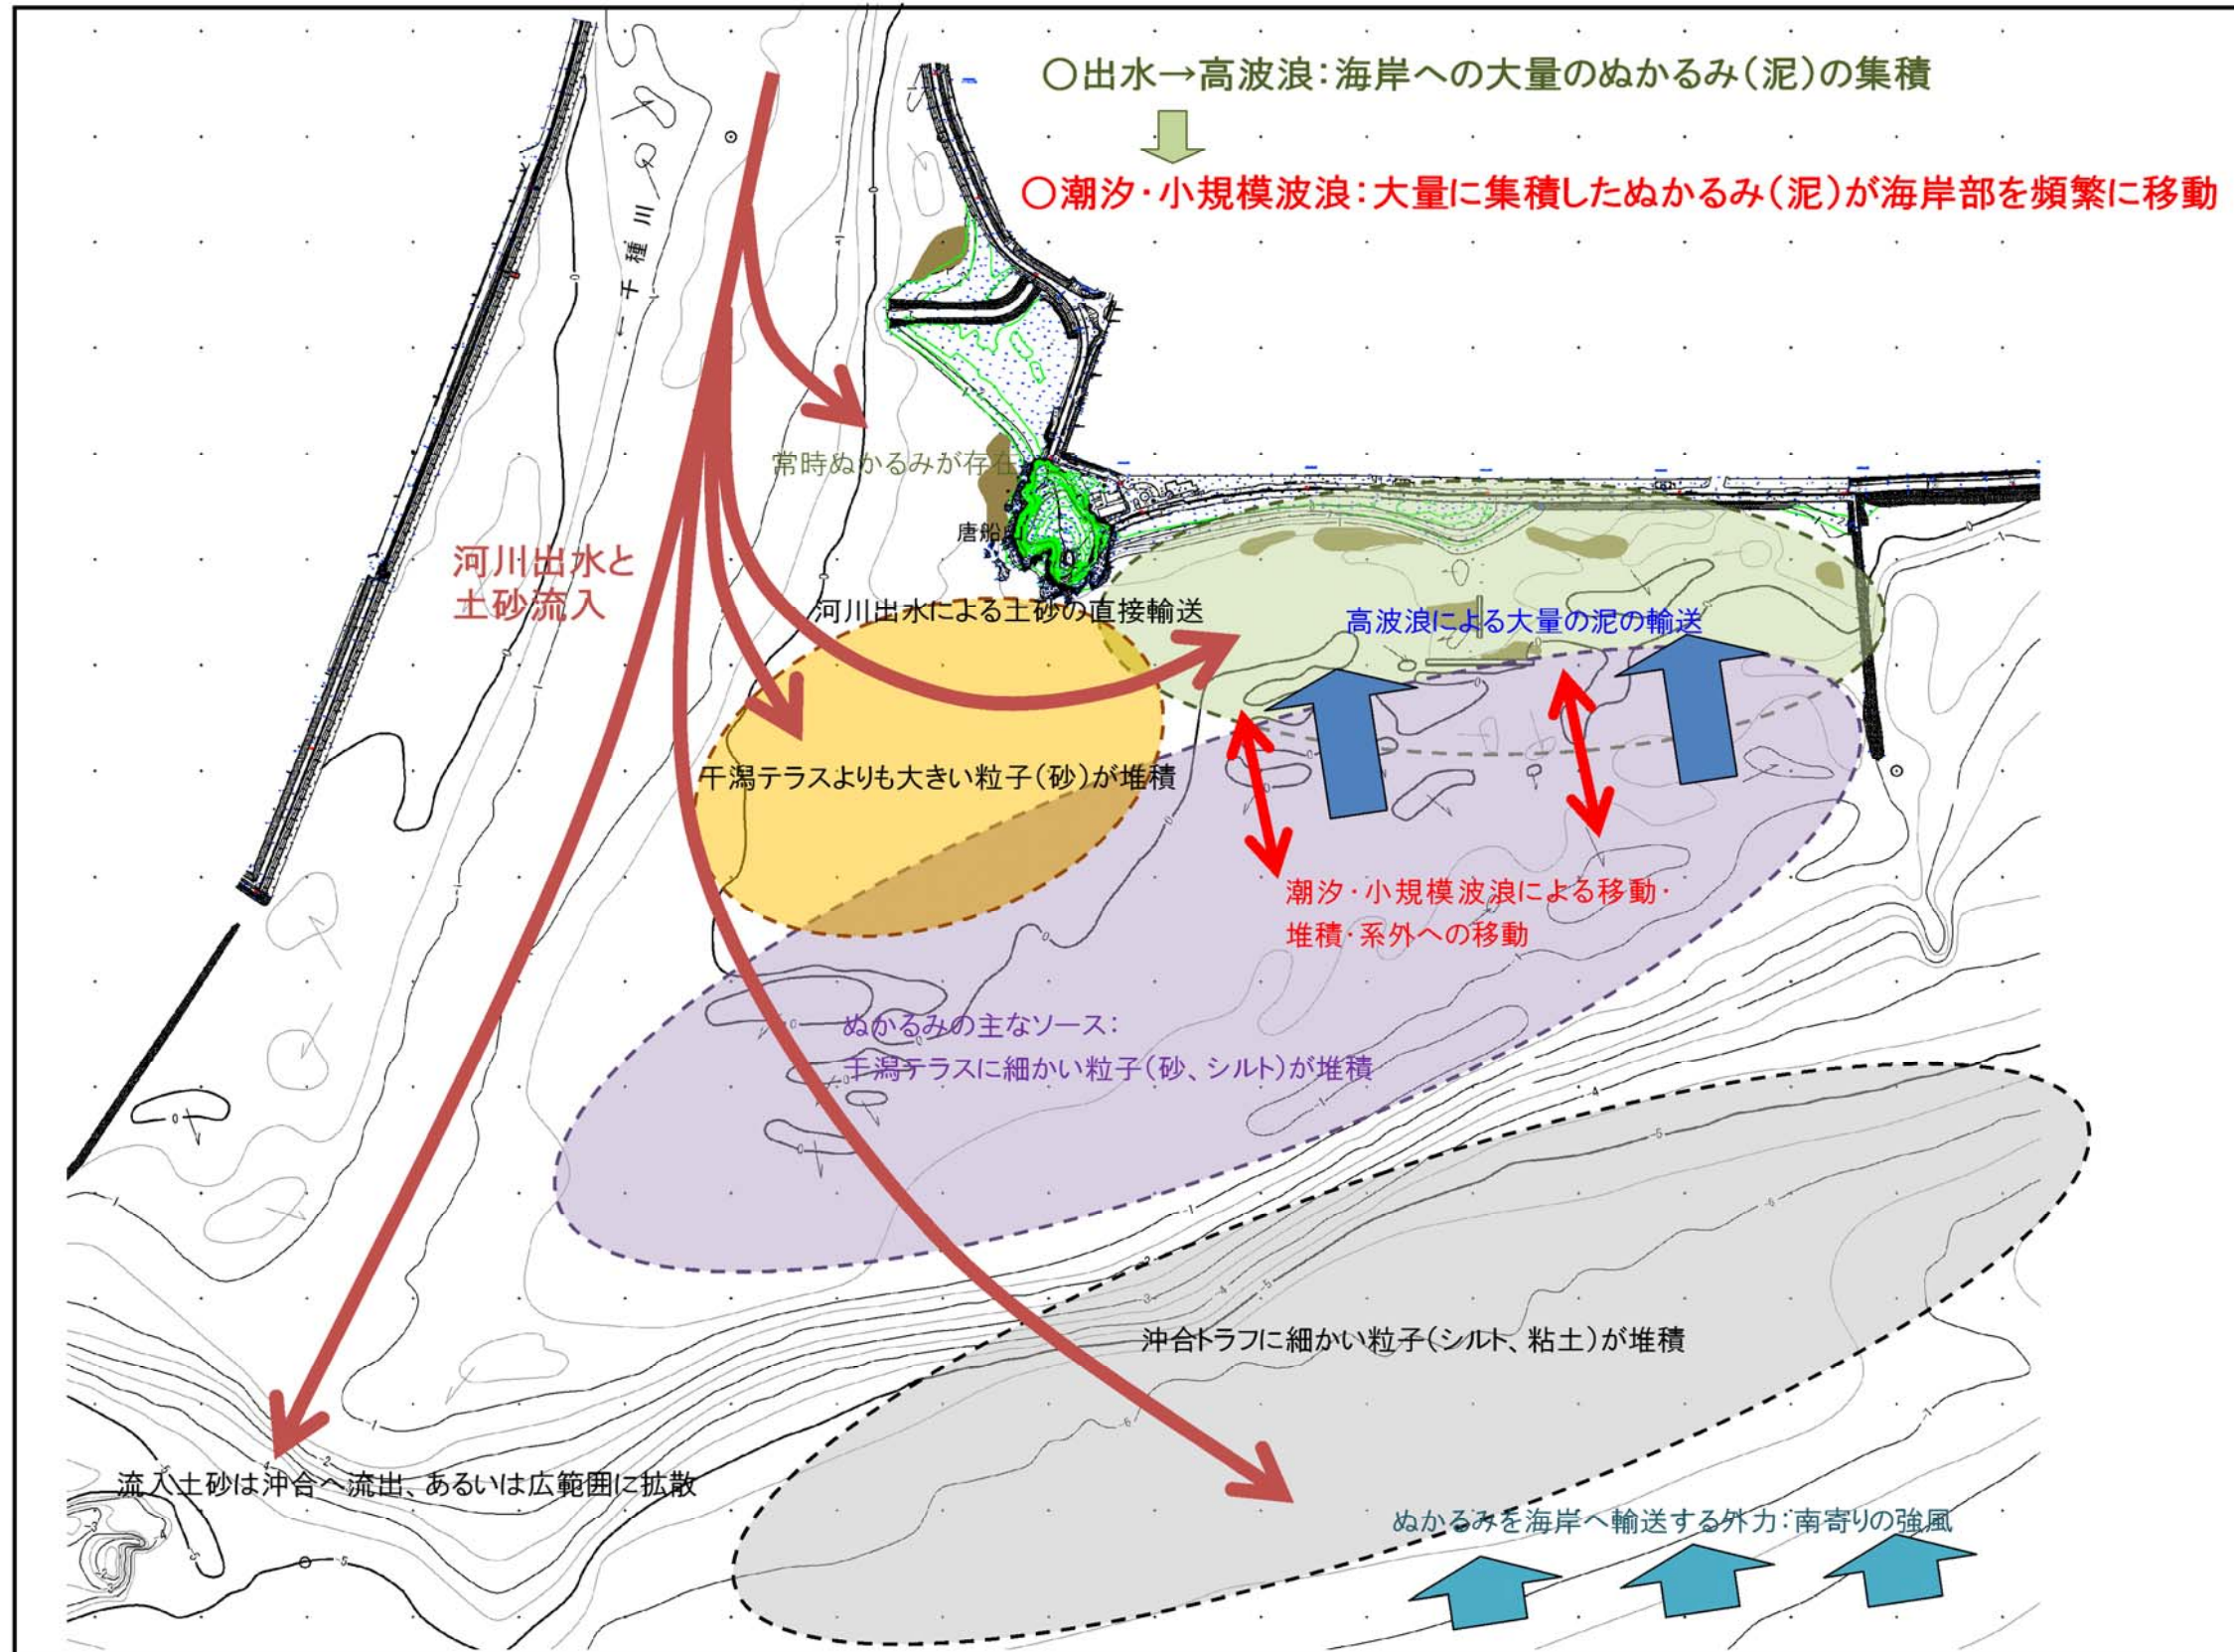 〇出水→高波浪:海岸への大量のぬかるみ(泥)の集積
〇潮汐・小規模波浪:大量に集積したぬかるみ(泥)が海岸部を頻繁に移動
←千種川
常時ぬかるみが存在
唐船
河川出水と
土砂流入
河川出水による土砂の直接輸送
高波浪による大量の泥の輸送
干潟テラスよりも大きい粒子(砂)が堆積
潮汐・小規模波浪による移動・
堆積・系外への移動
ぬかるみの主なソース:
干潟テラスに細かい粒子(砂、シルト)が堆積
沖合トラフに細かい粒子(シルト、粘土)が堆積
流入土砂は沖合へ流出、あるいは広範囲に拡散
ぬかるみを海岸へ輸送する外力:南寄りの強風